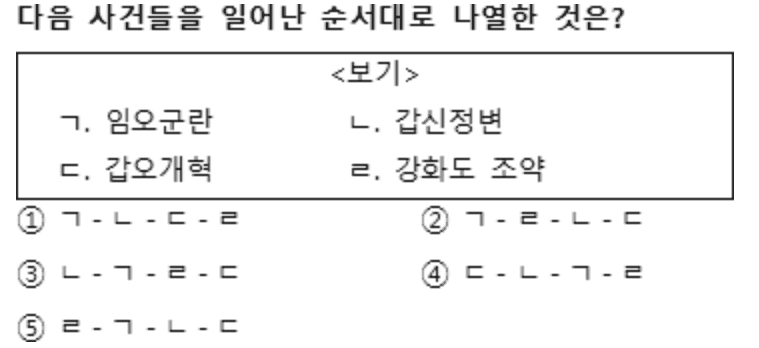 다음 사건들을 일어난 순서대로 나열한 것은?
<보기>
ㄱ. 임오군란 ㄴ. 갑신정변
ㄷ. 갑오개혁 ㄹ. 강화도 조약
① ㄱ - ㄴ - ㄷ - ㄹ ② ㄱ - ㄹ - ㄴ - ㄷ
③ ㄴ - ㄱ - ㄹ - ㄷ ④ ㄷ - ㄴ - ㄱ - ㄹ
⑤ ㄹ - ㄱ - ㄴ - ㄷ